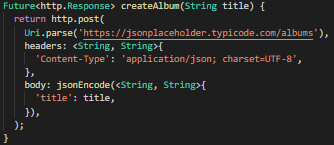 Future<http.Response> createAlbum(String title) {
  return http.post(
    Uri.parse('https://jsonplaceholder.typicode.com/albums'),
    headers: <String, String>{
      'Content-Type': 'application/json; charset=UTF-8',
    },
    body: jsonEncode(<String, String>{
      'title': title,
    }),
  );
}